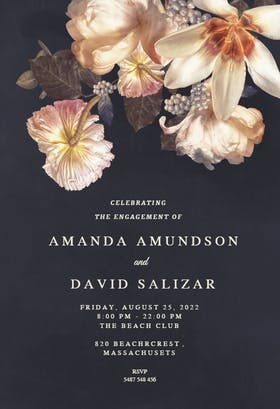 CELEBRATING
THE ENGAGEMENT OF
AMANDA AMUNDSON
and
DAVID SALIZAR
FRIDAY, AUGUST 25, 2022
8:00 PM - 22:00 PM
THE BEACH CLUB
820 BEACHRCREST,
MASSACHUSETS
RSVP
5487 548 456